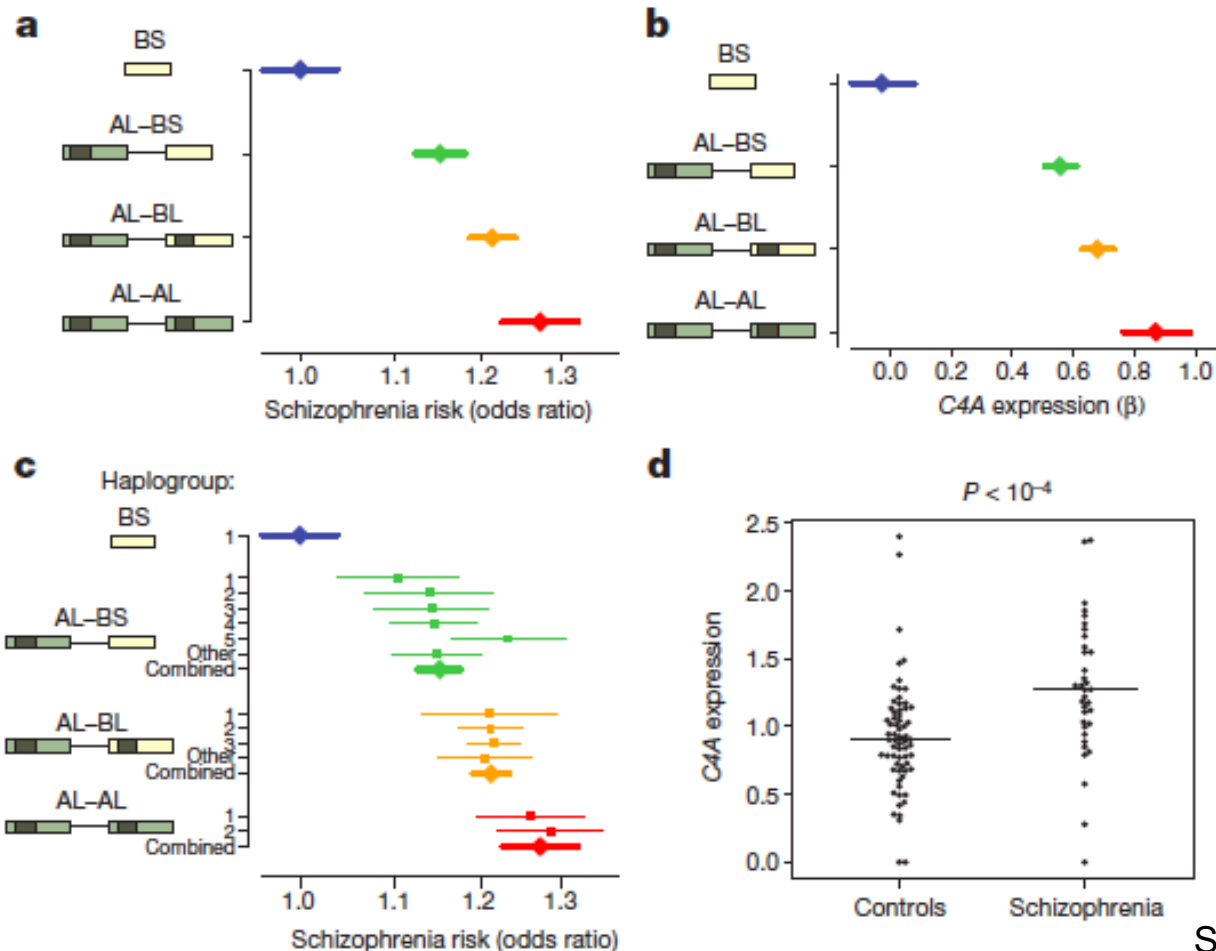 a
BS
AL–BS
AL–BL
AL–AL
1.0 1.1 1.2 1.3
Schizophrenia risk (odds ratio)
b
BS
AL–BS
AL–BL
AL–AL
0.0 0.2 0.4 0.6 0.8 1.0
C4A expression (β)
c
Haplogroup:
BS
1
AL–BS
1
2
3
4
5
Other
Combined
AL–BL
1
2
3
Other
Combined
AL–AL
1
2
Combined
1.0 1.1 1.2 1.3
Schizophrenia risk (odds ratio)
d
P < 10⁻⁴
2.5
2.0
1.5
1.0
0.5
0.0
C4A expression
Controls Schizophrenia
S